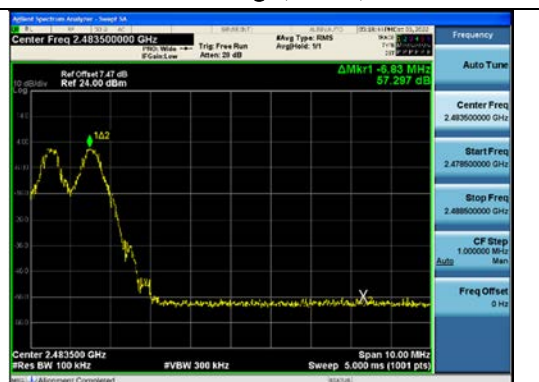 Agilent Spectrum Analyzer - Swept SA
Center Freq 2.483500000 GHz
PNO: Wide
IFGain:Low
Trig: Free Run
Atten: 20 dB
#Avg Type: RMS
Avg|Hold: 1/1
Frequency
Auto Tune
Ref Offset 7.47 dB
Ref 24.00 dBm
10 dB/div
Log
ΔMkr1 -6.83 MHz
57.297 dB
1Δ2
Center Freq
2.483500000 GHz
Start Freq
2.478500000 GHz
Stop Freq
2.488500000 GHz
CF Step
1.000000 MHz
Auto Man
Freq Offset
0 Hz
Center 2.483500 GHz
#Res BW 100 kHz
#VBW 300 kHz
Span 10.00 MHz
Sweep 5.000 ms (1001 pts)
Alignment Completed